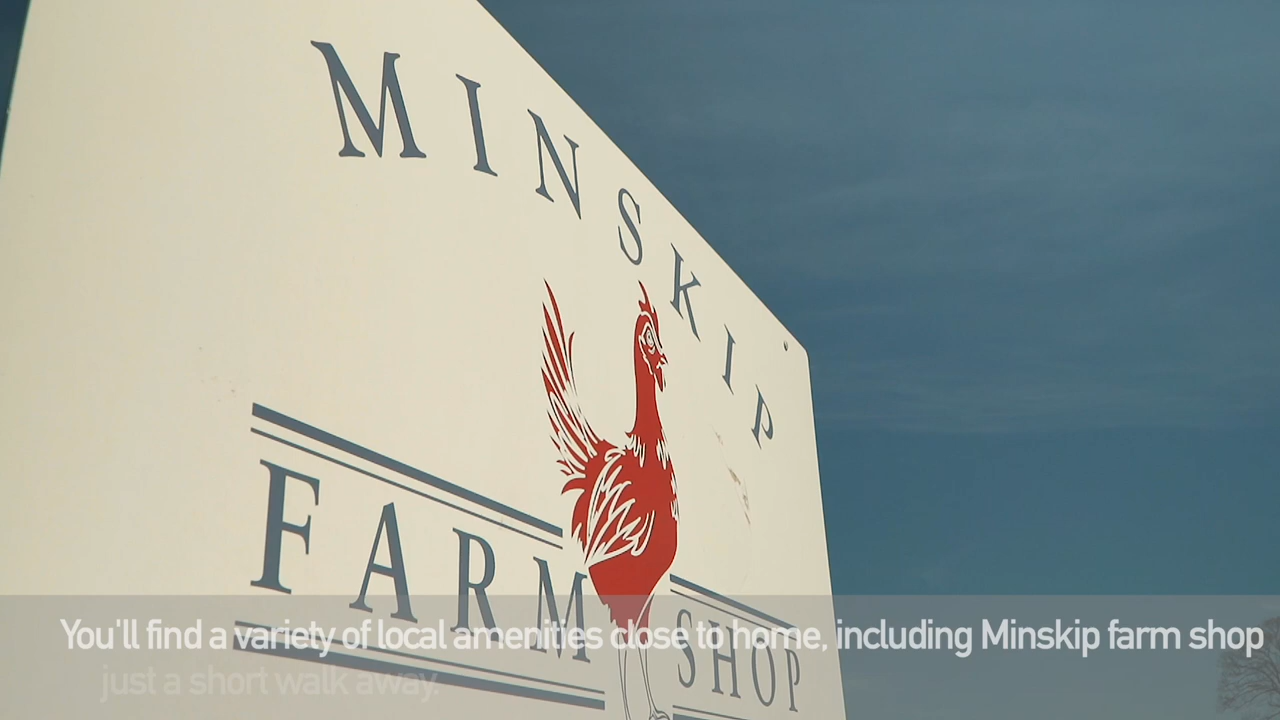 MINSKIP
FARM SHOP
You'll find a variety of local amenities close to home, including Minskip farm shop
just a short walk away.